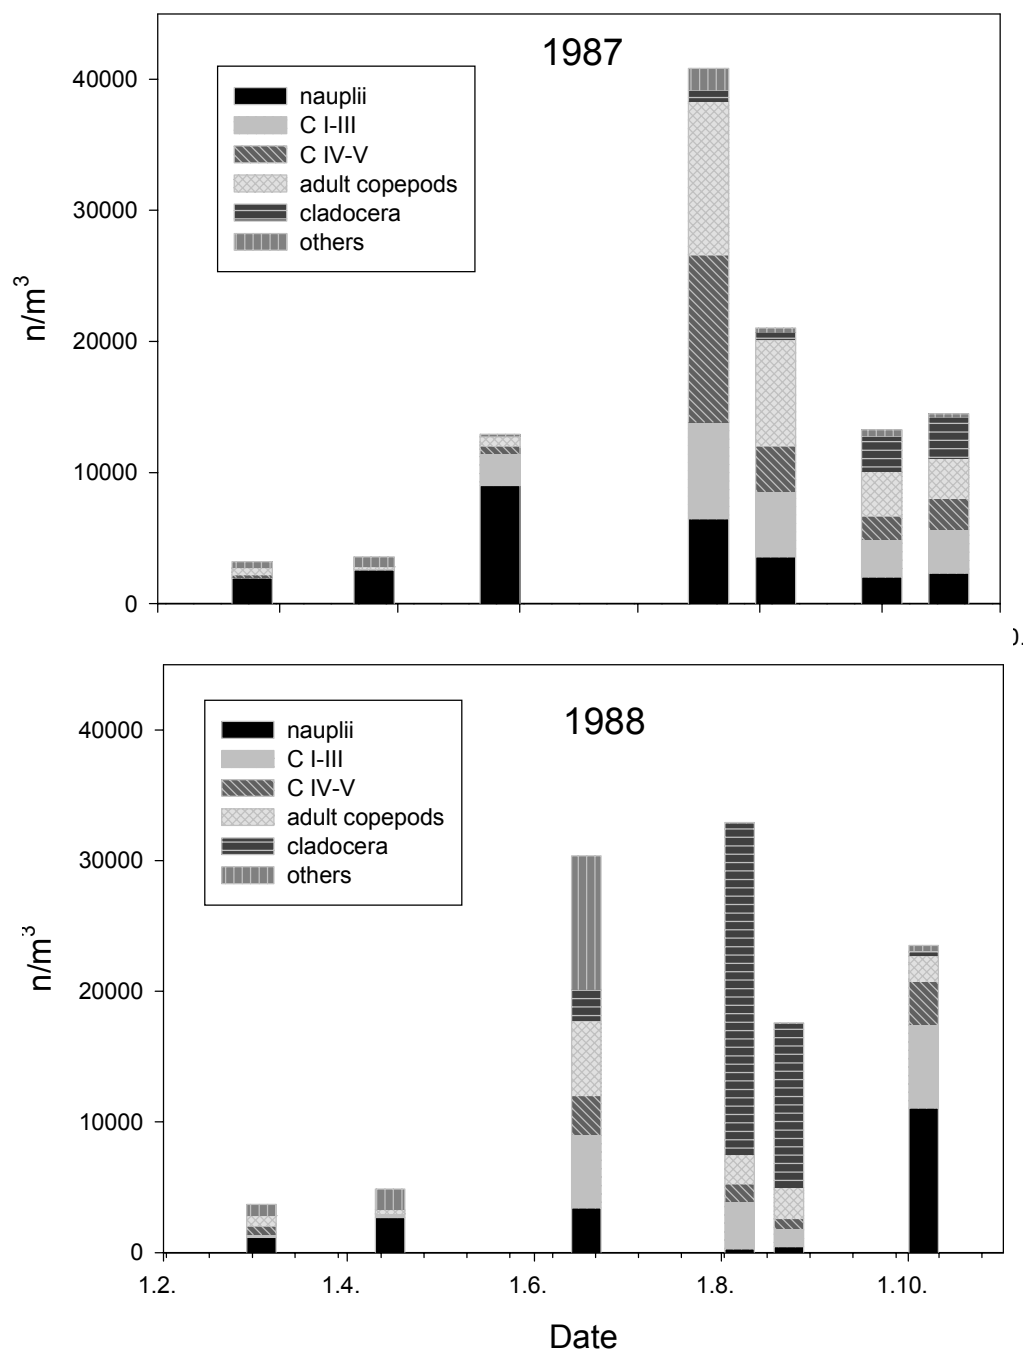 1987
40000
30000
20000
10000
0
n/m³
nauplii
C I-III
C IV-V
adult copepods
cladocera
others
0.
1988
40000
30000
20000
10000
0
n/m³
nauplii
C I-III
C IV-V
adult copepods
cladocera
others
1.2. 1.4. 1.6. 1.8. 1.10.
Date